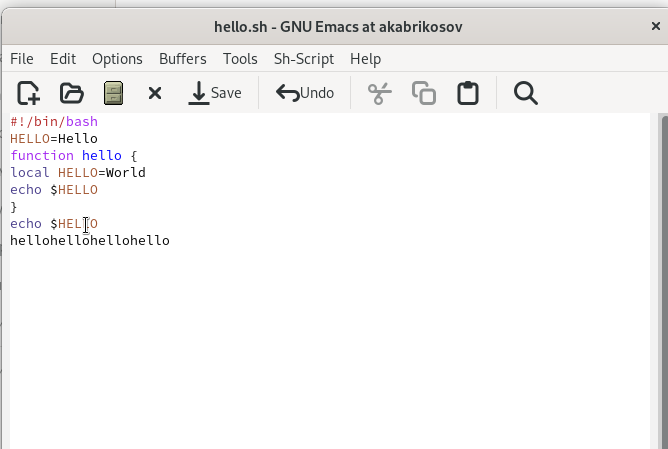 hello.sh - GNU Emacs at akabrikosov
File Edit Options Buffers Tools Sh-Script Help
Save Undo
#!/bin/bash
HELLO=Hello
function hello {
local HELLO=World
echo $HELLO
}
echo $HELLO
hellohellohellohello